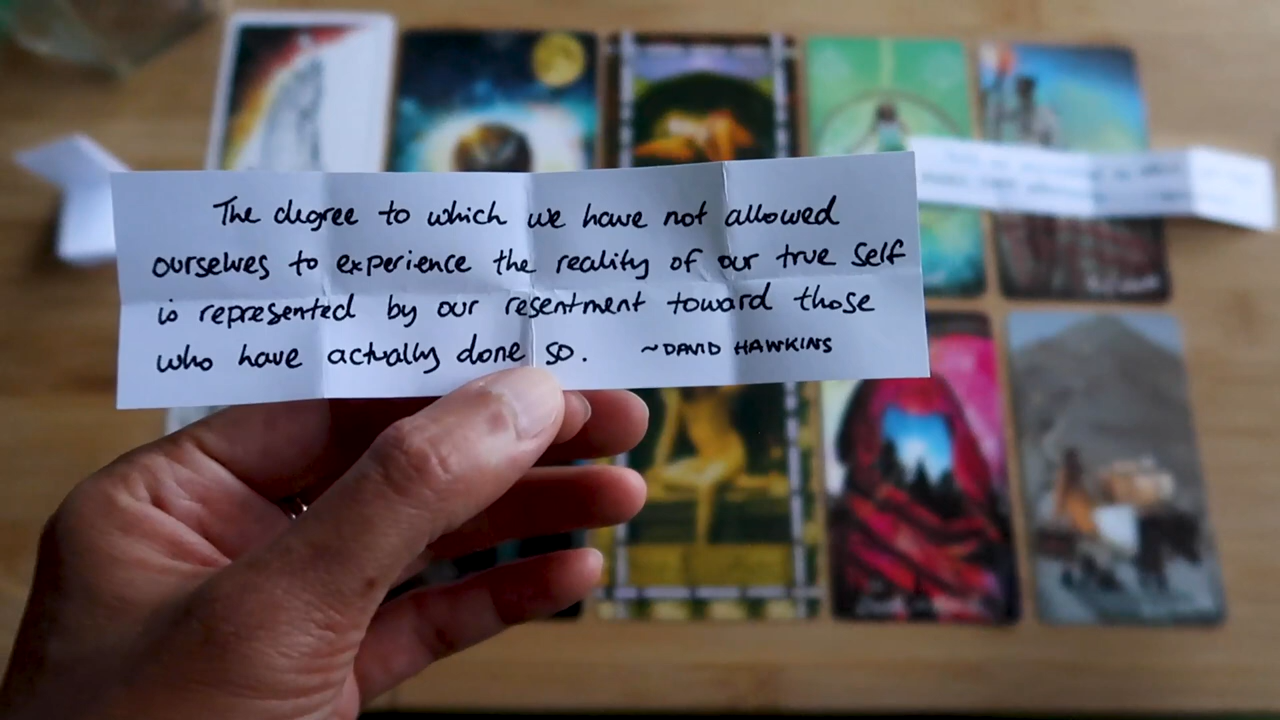 The degree to which we have not allowed
ourselves to experience the reality of our true Self
is represented by our resentment toward those
who have actually done so. ~DAVID HAWKINS